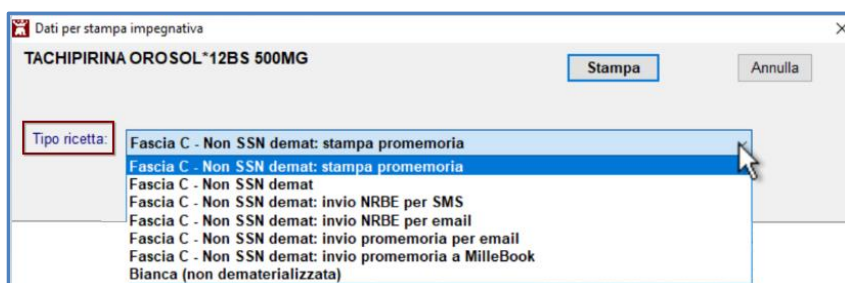 Dati per stampa impegnativa
TACHIPIRINA OROSOL*12BS 500MG
Stampa
Annulla
Tipo ricetta:
Fascia C - Non SSN demat: stampa promemoria
Fascia C - Non SSN demat: stampa promemoria
Fascia C - Non SSN demat
Fascia C - Non SSN demat: invio NRBE per SMS
Fascia C - Non SSN demat: invio NRBE per email
Fascia C - Non SSN demat: invio promemoria per email
Fascia C - Non SSN demat: invio promemoria a MilleBook
Bianca (non dematerializzata)